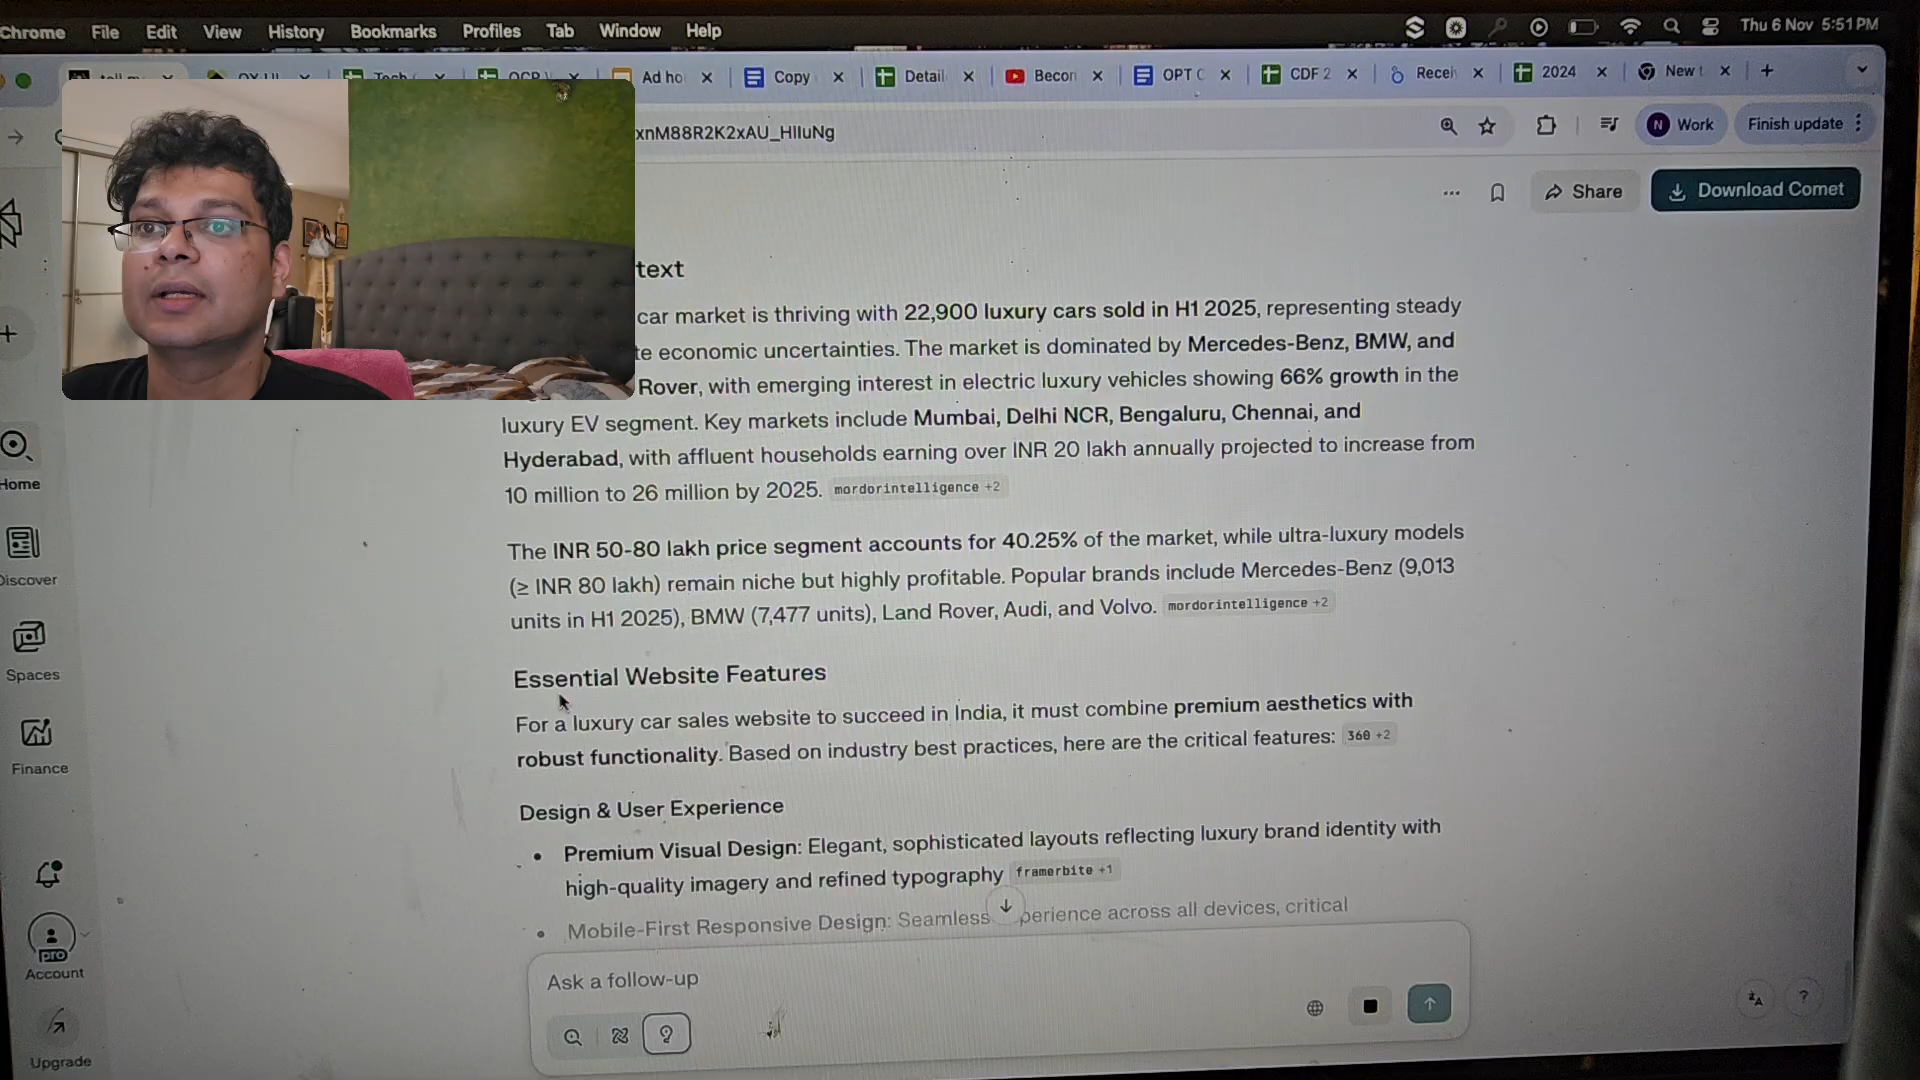 Chrome File Edit View History Bookmarks Profiles Tab Window Help Thu 6 Nov 5:51 PM
Ad ho Copy Detail Becon OPT C CDF 2 Recei 2024 New t
xnM88R2K2xAU_HIIuNg N Work Finish update
Share Download Comet
text
car market is thriving with 22,900 luxury cars sold in H1 2025, representing steady
te economic uncertainties. The market is dominated by Mercedes-Benz, BMW, and
Rover, with emerging interest in electric luxury vehicles showing 66% growth in the
luxury EV segment. Key markets include Mumbai, Delhi NCR, Bengaluru, Chennai, and
Hyderabad, with affluent households earning over INR 20 lakh annually projected to increase from
10 million to 26 million by 2025. mordorintelligence +2
The INR 50-80 lakh price segment accounts for 40.25% of the market, while ultra-luxury models
(≥ INR 80 lakh) remain niche but highly profitable. Popular brands include Mercedes-Benz (9,013
units in H1 2025), BMW (7,477 units), Land Rover, Audi, and Volvo. mordorintelligence +2
Essential Website Features
For a luxury car sales website to succeed in India, it must combine premium aesthetics with
robust functionality. Based on industry best practices, here are the critical features: 360 +2
Design & User Experience
• Premium Visual Design: Elegant, sophisticated layouts reflecting luxury brand identity with
high-quality imagery and refined typography framerbite +1
• Mobile-First Responsive Design: Seamless perience across all devices, critical
Ask a follow-up
Home
Discover
Spaces
Finance
pro
Account
Upgrade
?